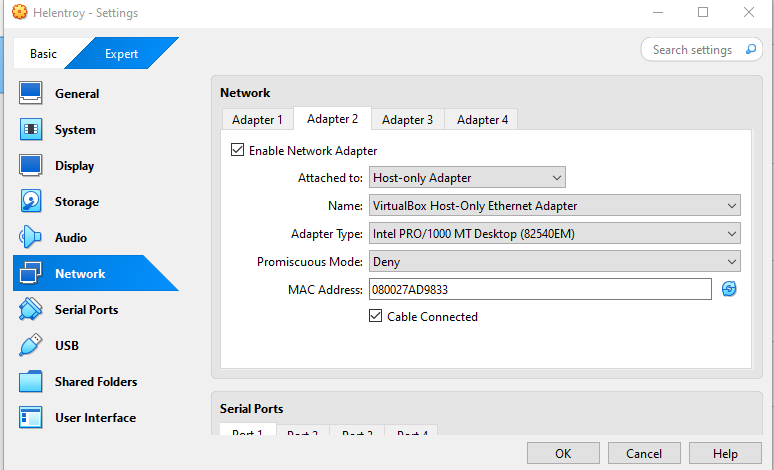 Helentroy - Settings
Basic
Expert
Search settings
General
System
Display
Storage
Audio
Network
Serial Ports
USB
Shared Folders
User Interface
Network
Adapter 1
Adapter 2
Adapter 3
Adapter 4
Enable Network Adapter
Attached to: Host-only Adapter
Name: VirtualBox Host-Only Ethernet Adapter
Adapter Type: Intel PRO/1000 MT Desktop (82540EM)
Promiscuous Mode: Deny
MAC Address: 080027AD9833
Cable Connected
Serial Ports
Port 1
Port 2
Port 3
Port 4
OK
Cancel
Help